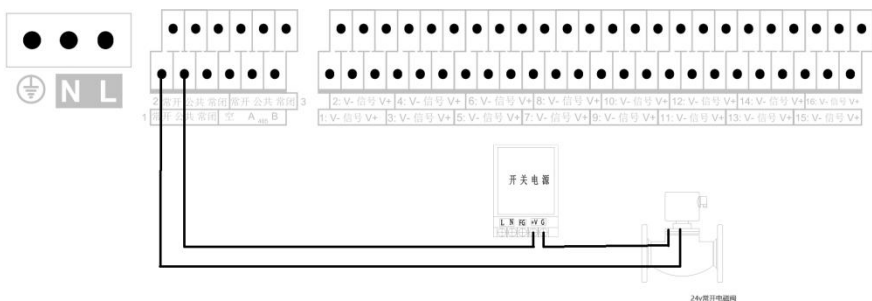 N L
2 常开 公共 常闭 常开 公共 常闭 3
1 常开 公共 常闭 空 A 485 B
2: V- 信号 V+ 4: V- 信号 V+ 6: V- 信号 V+ 8: V- 信号 V+ 10: V- 信号 V+ 12: V- 信号 V+ 14: V- 信号 V+ 16: V- 信号 V+
1: V- 信号 V+ 3: V- 信号 V+ 5: V- 信号 V+ 7: V- 信号 V+ 9: V- 信号 V+ 11: V- 信号 V+ 13: V- 信号 V+ 15: V- 信号 V+
开关电源
L N FG +V G
24v常开电磁阀